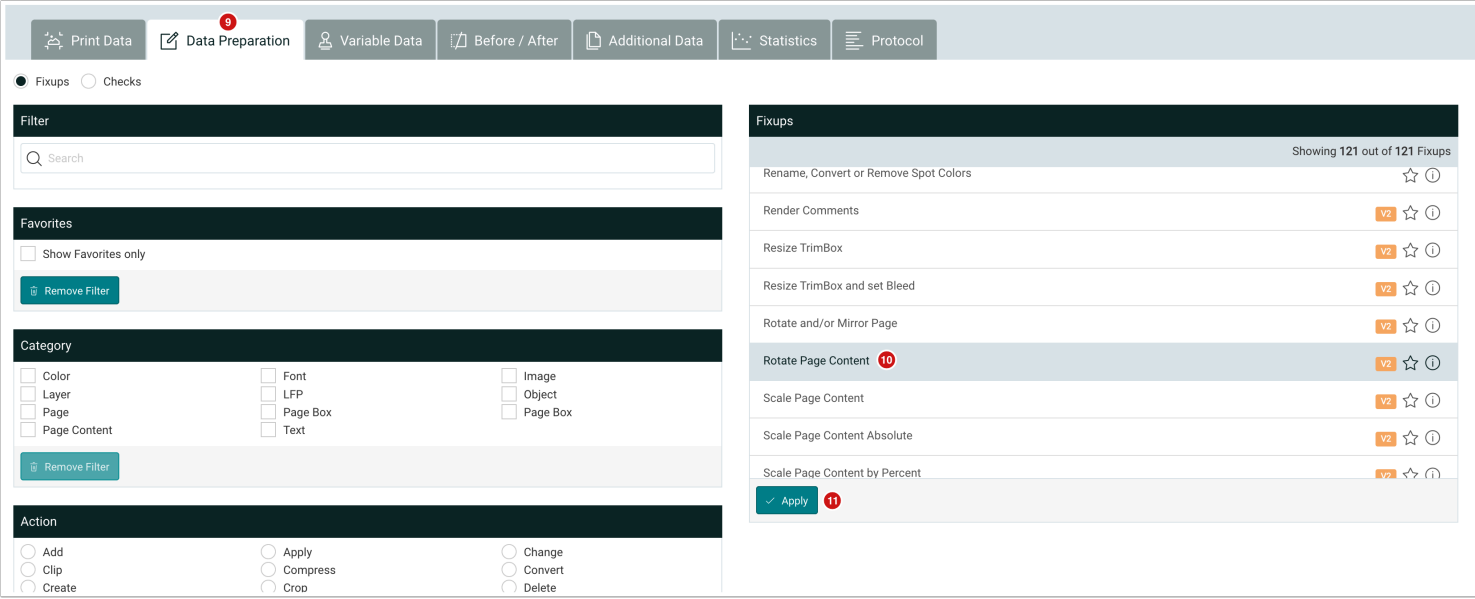 9
Print Data Data Preparation Variable Data Before / After Additional Data Statistics Protocol
Fixups Checks
Filter
Search
Favorites
Show Favorites only
Remove Filter
Category
Color Font Image
Layer LFP Object
Page Page Box Page Box
Page Content Text
Remove Filter
Action
Add Apply Change
Clip Compress Convert
Create Crop Delete
Fixups
Showing 121 out of 121 Fixups
Rename, Convert or Remove Spot Colors
Render Comments V2
Resize TrimBox V2
Resize TrimBox and set Bleed V2
Rotate and/or Mirror Page V2
Rotate Page Content 10 V2
Scale Page Content V2
Scale Page Content Absolute V2
Scale Page Content by Percent V2
Apply 11